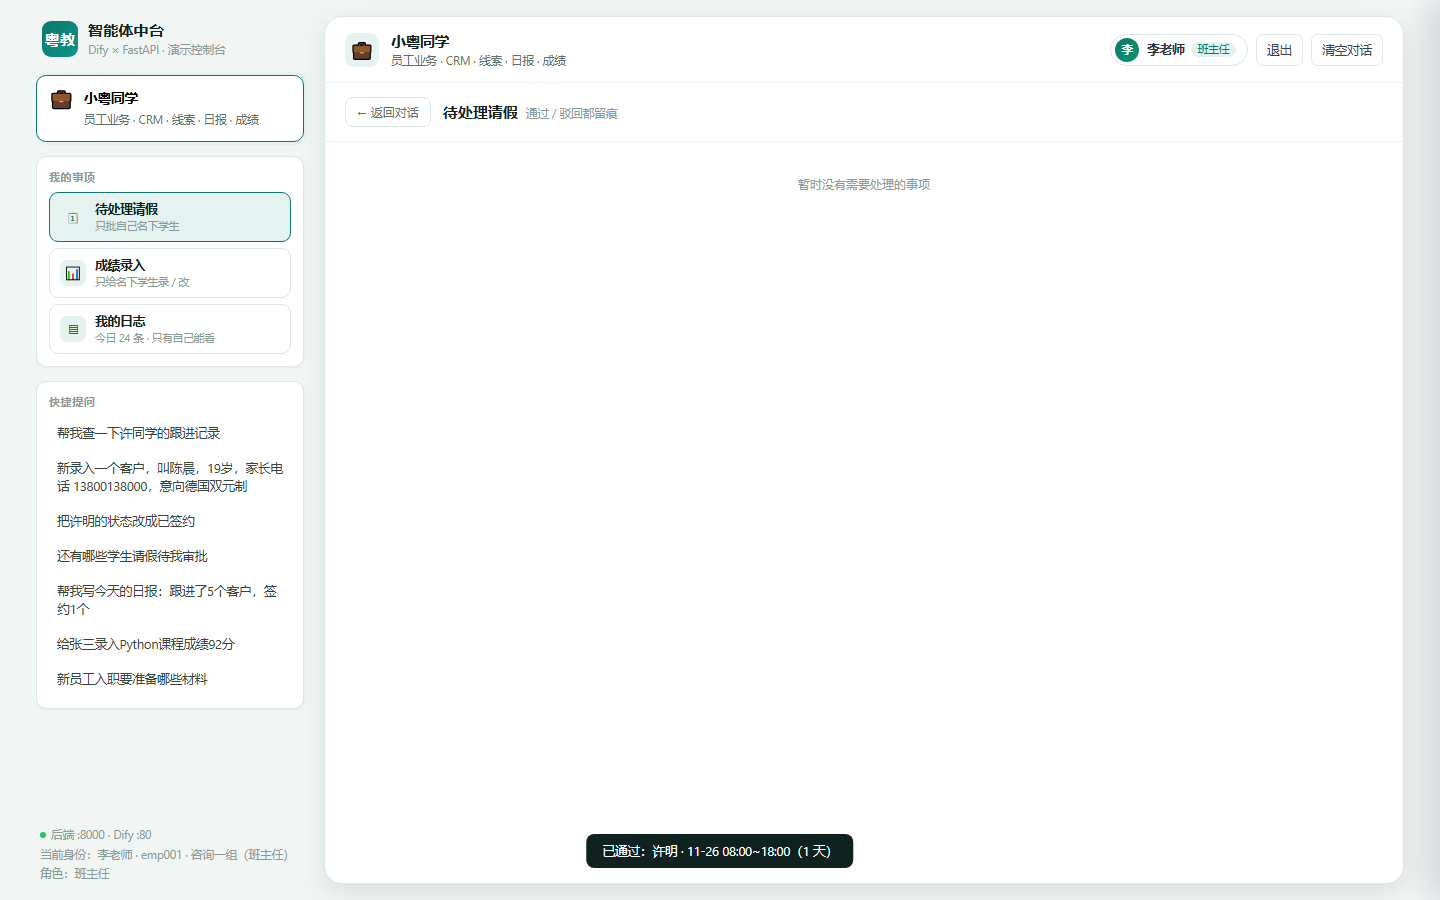 粤教
智能体中台
Dify × FastAPI · 演示控制台
小粤同学
员工业务 · CRM · 线索 · 日报 · 成绩
我的事项
待处理请假
只批自己名下学生
成绩录入
只给名下学生录 / 改
我的日志
今日 24 条 · 只有自己能看
快捷提问
帮我查一下许同学的跟进记录
新录入一个客户，叫陈晨，19岁，家长电
话 13800138000，意向德国双元制
把许明的状态改成已签约
还有哪些学生请假待我审批
帮我写今天的日报：跟进了5个客户，签
约1个
给张三录入Python课程成绩92分
新员工入职要准备哪些材料
后端 :8000 · Dify :80
当前身份：李老师 · emp001 · 咨询一组（班主任）
角色：班主任
小粤同学
员工业务 · CRM · 线索 · 日报 · 成绩
李 李老师 班主任 退出 清空对话
← 返回对话 待处理请假 通过 / 驳回都留痕
暂时没有需要处理的事项
已通过：许明 · 11-26 08:00~18:00（1 天）